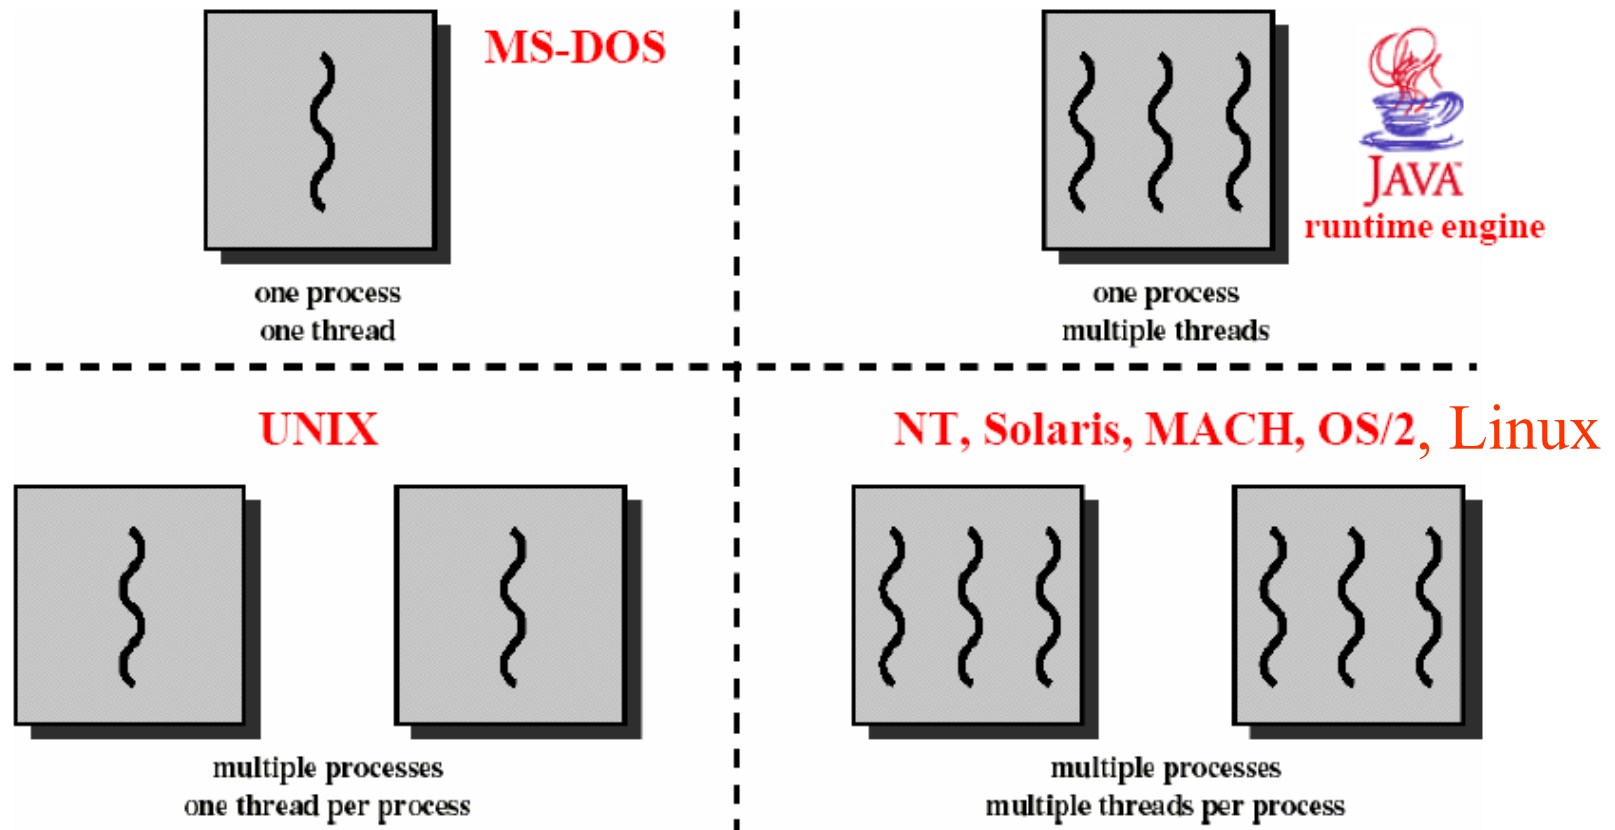 MS-DOS
one process
one thread
JAVA™
runtime engine
one process
multiple threads
UNIX
multiple processes
one thread per process
NT, Solaris, MACH, OS/2, Linux
multiple processes
multiple threads per process